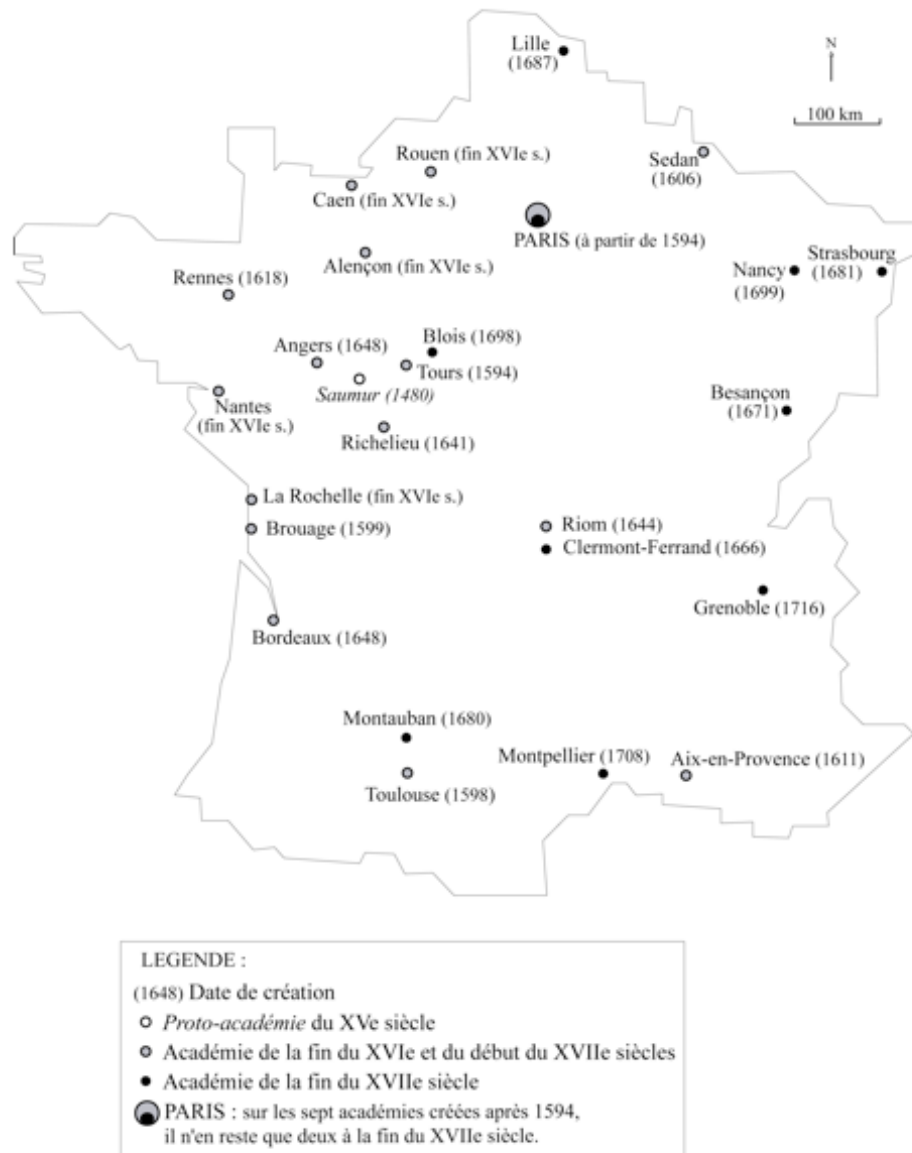 Lille
(1687)
N
100 km
Rouen (fin XVIe s.)
Sedan
(1606)
Caen (fin XVIe s.)
PARIS (à partir de 1594)
Alençon (fin XVIe s.)
Strasbourg
(1681)
Nancy
(1699)
Rennes (1618)
Blois (1698)
Angers (1648)
Tours (1594)
Saumur (1480)
Besançon
(1671)
Nantes
(fin XVIe s.)
Richelieu (1641)
La Rochelle (fin XVIe s.)
Brouage (1599)
Riom (1644)
Clermont-Ferrand (1666)
Grenoble (1716)
Bordeaux (1648)
Montauban (1680)
Montpellier (1708)
Aix-en-Provence (1611)
Toulouse (1598)
LEGENDE :
(1648) Date de création
Proto-académie du XVe siècle
Académie de la fin du XVIe et du début du XVIIe siècles
Académie de la fin du XVIIe siècle
PARIS : sur les sept académies créées après 1594,
il n'en reste que deux à la fin du XVIIe siècle.